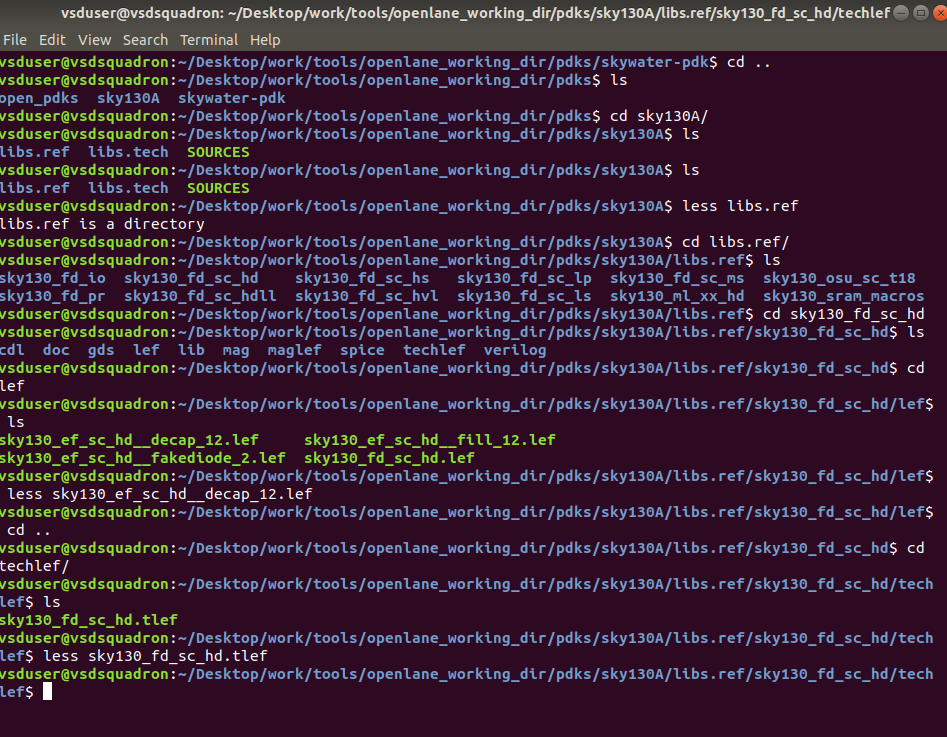 vsduser@vsdsquadron: ~/Desktop/work/tools/openlane_working_dir/pdks/sky130A/libs.ref/sky130_fd_sc_hd/techlef
File Edit View Search Terminal Help
vsduser@vsdsquadron:~/Desktop/work/tools/openlane_working_dir/pdks/skywater-pdk$ cd ..
vsduser@vsdsquadron:~/Desktop/work/tools/openlane_working_dir/pdks$ ls
open_pdks  sky130A  skywater-pdk
vsduser@vsdsquadron:~/Desktop/work/tools/openlane_working_dir/pdks$ cd sky130A/
vsduser@vsdsquadron:~/Desktop/work/tools/openlane_working_dir/pdks/sky130A$ ls
libs.ref  libs.tech  SOURCES
vsduser@vsdsquadron:~/Desktop/work/tools/openlane_working_dir/pdks/sky130A$ ls
libs.ref  libs.tech  SOURCES
vsduser@vsdsquadron:~/Desktop/work/tools/openlane_working_dir/pdks/sky130A$ less libs.ref
libs.ref is a directory
vsduser@vsdsquadron:~/Desktop/work/tools/openlane_working_dir/pdks/sky130A$ cd libs.ref/
vsduser@vsdsquadron:~/Desktop/work/tools/openlane_working_dir/pdks/sky130A/libs.ref$ ls
sky130_fd_io  sky130_fd_sc_hd    sky130_fd_sc_hs   sky130_fd_sc_lp  sky130_fd_sc_ms  sky130_osu_sc_t18
sky130_fd_pr  sky130_fd_sc_hdll  sky130_fd_sc_hvl  sky130_fd_sc_ls  sky130_ml_xx_hd  sky130_sram_macros
vsduser@vsdsquadron:~/Desktop/work/tools/openlane_working_dir/pdks/sky130A/libs.ref$ cd sky130_fd_sc_hd
vsduser@vsdsquadron:~/Desktop/work/tools/openlane_working_dir/pdks/sky130A/libs.ref/sky130_fd_sc_hd$ ls
cdl  doc  gds  lef  lib  mag  maglef  spice  techlef  verilog
vsduser@vsdsquadron:~/Desktop/work/tools/openlane_working_dir/pdks/sky130A/libs.ref/sky130_fd_sc_hd$ cd
lef
vsduser@vsdsquadron:~/Desktop/work/tools/openlane_working_dir/pdks/sky130A/libs.ref/sky130_fd_sc_hd/lef$
 ls
sky130_ef_sc_hd__decap_12.lef     sky130_ef_sc_hd__fill_12.lef
sky130_ef_sc_hd__fakediode_2.lef  sky130_fd_sc_hd.lef
vsduser@vsdsquadron:~/Desktop/work/tools/openlane_working_dir/pdks/sky130A/libs.ref/sky130_fd_sc_hd/lef$
 less sky130_ef_sc_hd__decap_12.lef
vsduser@vsdsquadron:~/Desktop/work/tools/openlane_working_dir/pdks/sky130A/libs.ref/sky130_fd_sc_hd/lef$
 cd ..
vsduser@vsdsquadron:~/Desktop/work/tools/openlane_working_dir/pdks/sky130A/libs.ref/sky130_fd_sc_hd$ cd
techlef/
vsduser@vsdsquadron:~/Desktop/work/tools/openlane_working_dir/pdks/sky130A/libs.ref/sky130_fd_sc_hd/tech
lef$ ls
sky130_fd_sc_hd.tlef
vsduser@vsdsquadron:~/Desktop/work/tools/openlane_working_dir/pdks/sky130A/libs.ref/sky130_fd_sc_hd/tech
lef$ less sky130_fd_sc_hd.tlef
vsduser@vsdsquadron:~/Desktop/work/tools/openlane_working_dir/pdks/sky130A/libs.ref/sky130_fd_sc_hd/tech
lef$